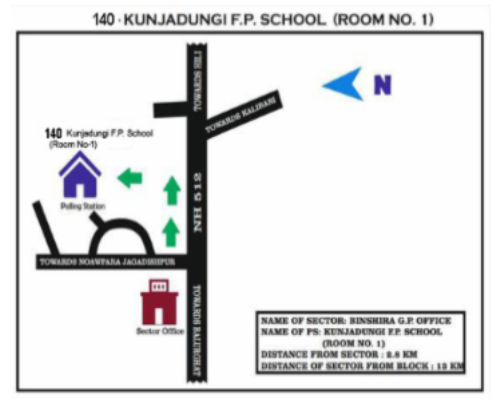 140 · KUNJADUNGI F.P. SCHOOL (ROOM NO. 1)
TOWARDS HILI
N
TOWARDS KALIBARI
140 Kunjadungi F.P. School
(Room No-1)
Polling Station
NH 512
TOWARDS NOAWPARA JAGADISHPUR
Sector Office
TOWARDS BALURGHAT
NAME OF SECTOR: BINSHIRA G.P. OFFICE
NAME OF PS: KUNJADUNGI F.P. SCHOOL
(ROOM NO. 1)
DISTANCE FROM SECTOR : 2.8 KM
DISTANCE OF SECTOR FROM BLOCK : 13 KM